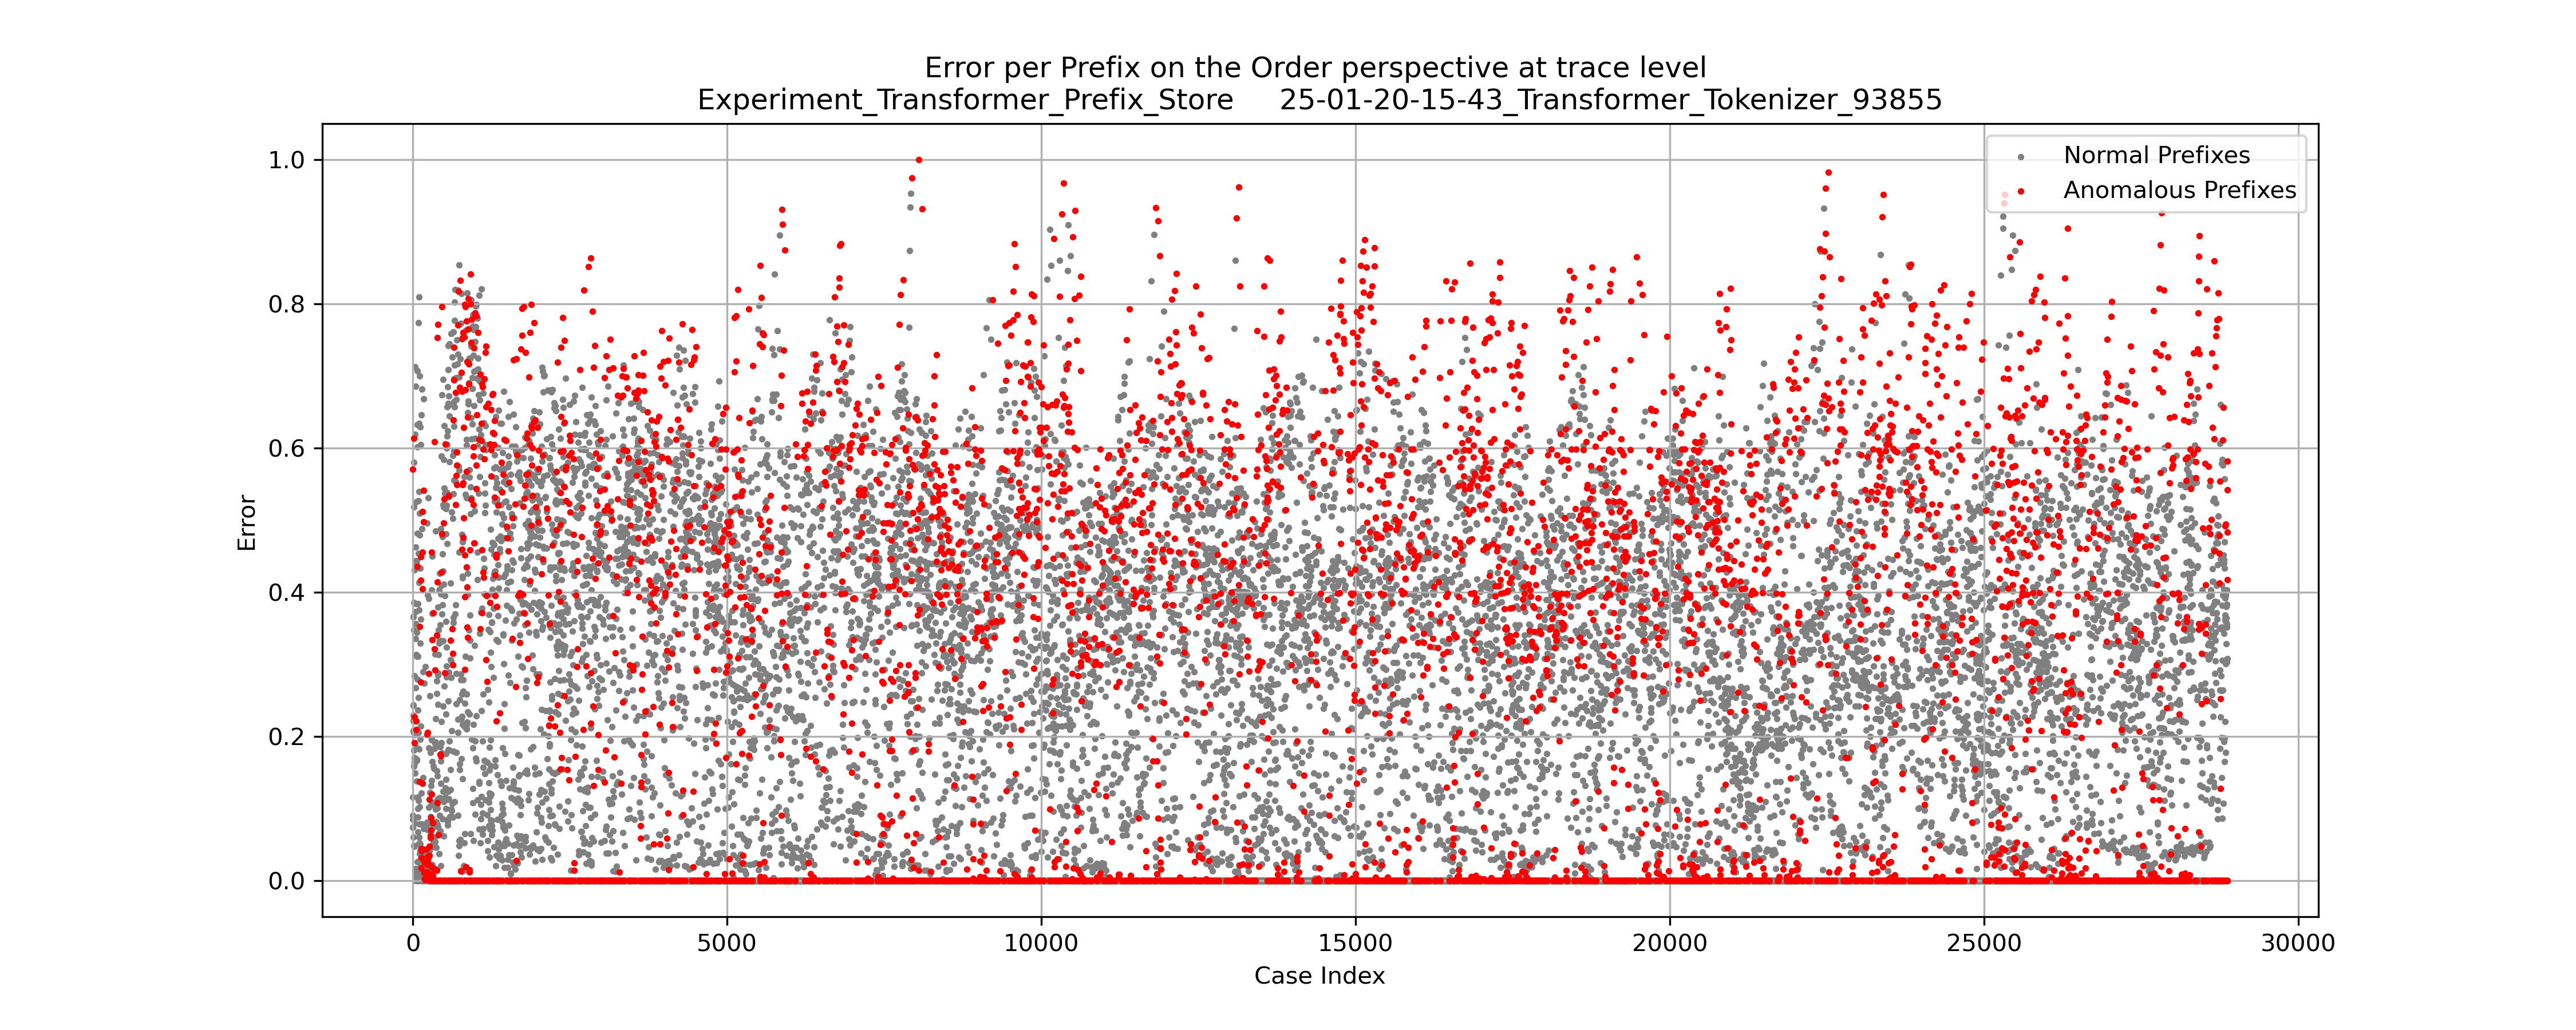 Error per Prefix on the Order perspective at trace level
Experiment_Transformer_Prefix_Store 25-01-20-15-43_Transformer_Tokenizer_93855
Normal Prefixes
Anomalous Prefixes
1.0
0.8
0.6
0.4
0.2
0.0
Error
0 5000 10000 15000 20000 25000 30000
Case Index